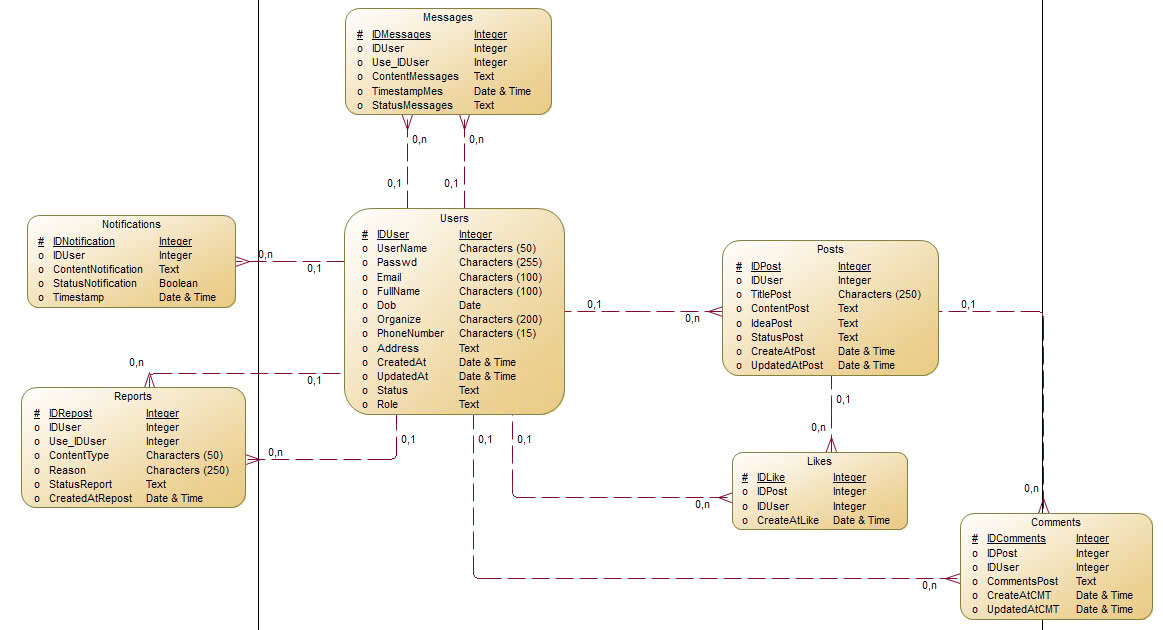 Messages
# IDMessages Integer
o IDUser Integer
o Use_IDUser Integer
o ContentMessages Text
o TimestampMes Date & Time
o StatusMessages Text
0,n 0,n
0,1 0,1
Notifications
# IDNotification Integer
o IDUser Integer
o ContentNotification Text
o StatusNotification Boolean
o Timestamp Date & Time
0,n
0,1
Users
# IDUser Integer
o UserName Characters (50)
o Passwd Characters (255)
o Email Characters (100)
o FullName Characters (100)
o Dob Date
o Organize Characters (200)
o PhoneNumber Characters (15)
o Address Text
o CreatedAt Date & Time
o UpdatedAt Date & Time
o Status Text
o Role Text
0,1
0,n
Posts
# IDPost Integer
o IDUser Integer
o TitlePost Characters (250)
o ContentPost Text
o IdeaPost Text
o StatusPost Text
o CreateAtPost Date & Time
o UpdatedAtPost Date & Time
0,1
0,n
0,1
Reports
# IDRepost Integer
o IDUser Integer
o Use_IDUser Integer
o ContentType Characters (50)
o Reason Characters (250)
o StatusReport Text
o CreatedAtRepost Date & Time
0,n
0,1 0,1 0,1
0,1
0,n
Likes
# IDLike Integer
o IDPost Integer
o IDUser Integer
o CreateAtLike Date & Time
0,n
0,n
Comments
# IDComments Integer
o IDPost Integer
o IDUser Integer
o CommentsPost Text
o CreateAtCMT Date & Time
o UpdatedAtCMT Date & Time
0,n